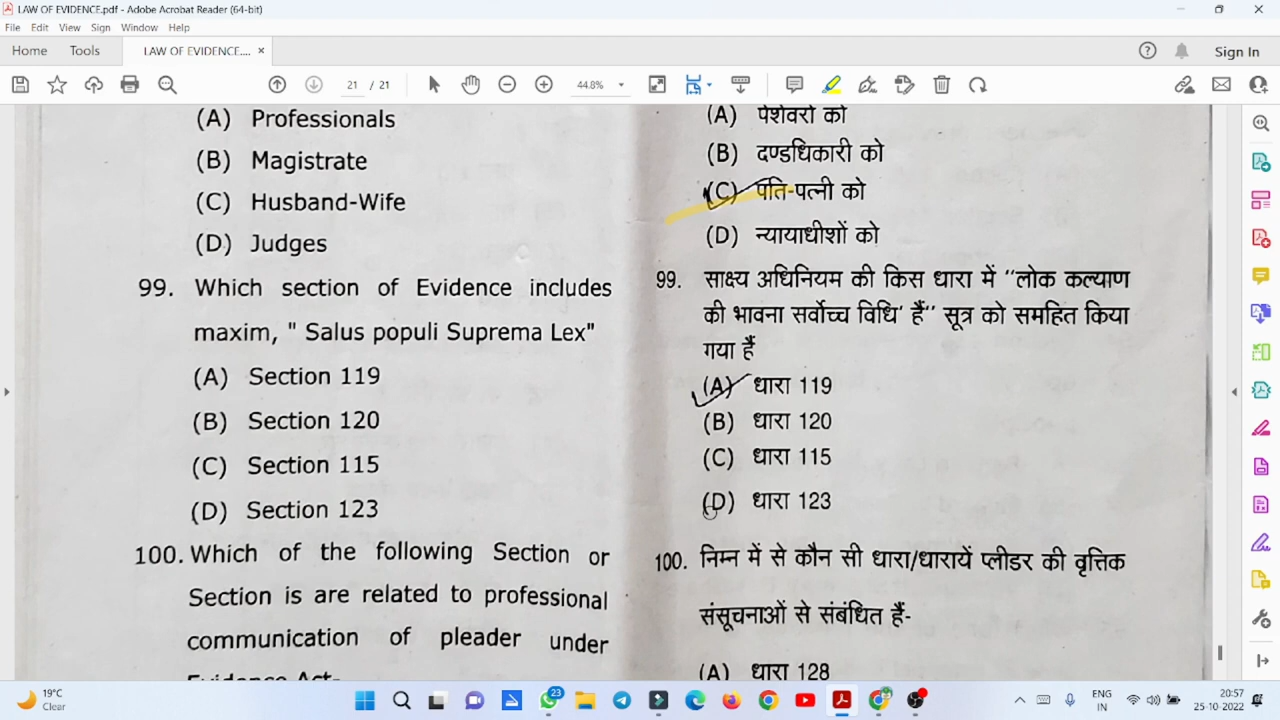 LAW OF EVIDENCE.pdf - Adobe Acrobat Reader (64-bit)
File Edit View Sign Window Help
Home Tools LAW OF EVIDENCE.... × Sign In
21 / 21 44.8%
(A) Professionals
(B) Magistrate
(C) Husband-Wife
(D) Judges
99. Which section of Evidence includes
maxim, " Salus populi Suprema Lex"
(A) Section 119
(B) Section 120
(C) Section 115
(D) Section 123
100. Which of the following Section or
Section is are related to professional
communication of pleader under
Evidence Act-
(A) पेशेवरों को
(B) दण्डधिकारी को
(C) पति-पत्नी को
(D) न्यायाधीशों को
99. साक्ष्य अधिनियम की किस धारा में "लोक कल्याण
की भावना सर्वोच्च विधि' हैं" सूत्र को समहित किया
गया हैं
(A) धारा 119
(B) धारा 120
(C) धारा 115
(D) धारा 123
100. निम्न में से कौन सी धारा/धारायें प्लीडर की वृत्तिक
संसूचनाओं से संबंधित हैं-
(A) धारा 128
19°C
Clear
23
ENG
IN
20:57
25-10-2022